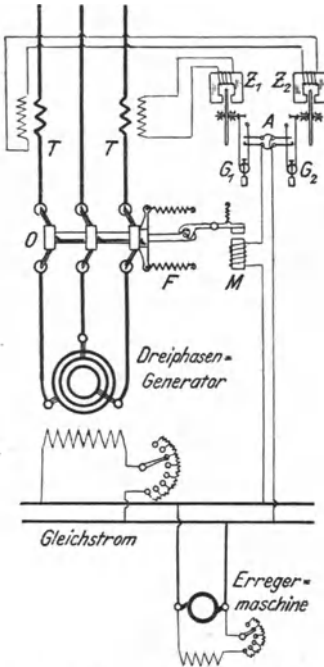 Z1 Z2
A
T T
G1 G2
O
F M
Dreiphasen=
Generator
Gleichstrom
Erreger=
maschine